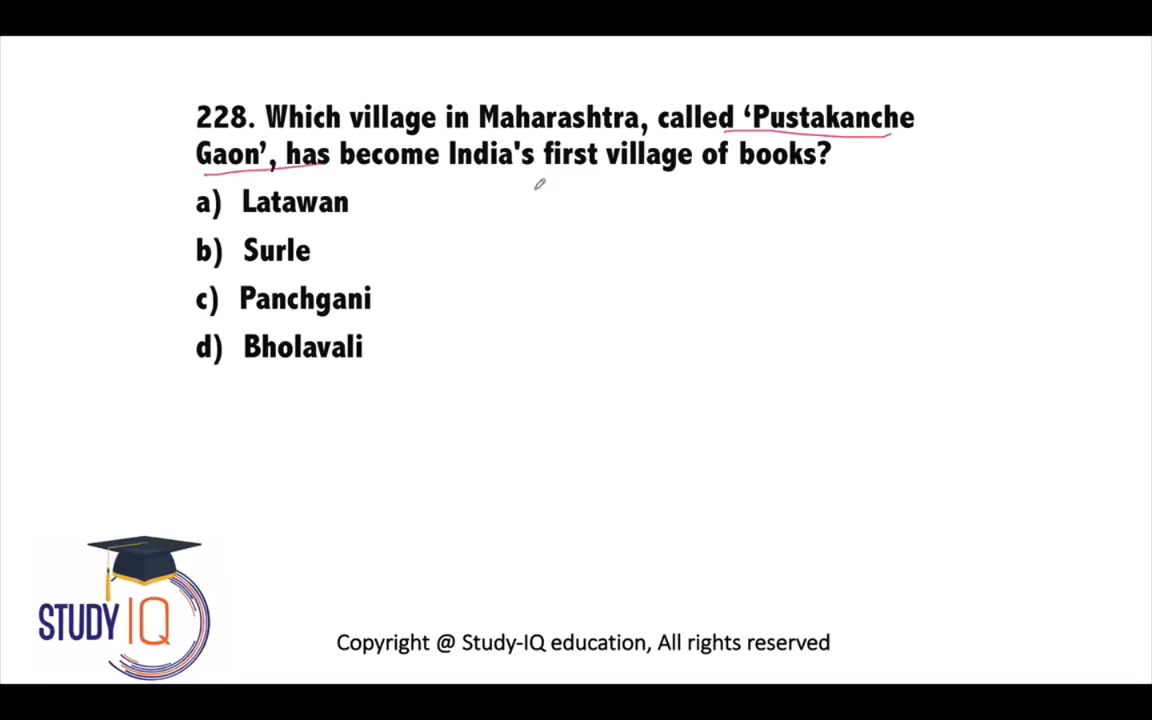 228. Which village in Maharashtra, called ‘Pustakanche
Gaon’, has become India's first village of books?
a) Latawan
b) Surle
c) Panchgani
d) Bholavali
STUDY IQ
Copyright @ Study-IQ education, All rights reserved